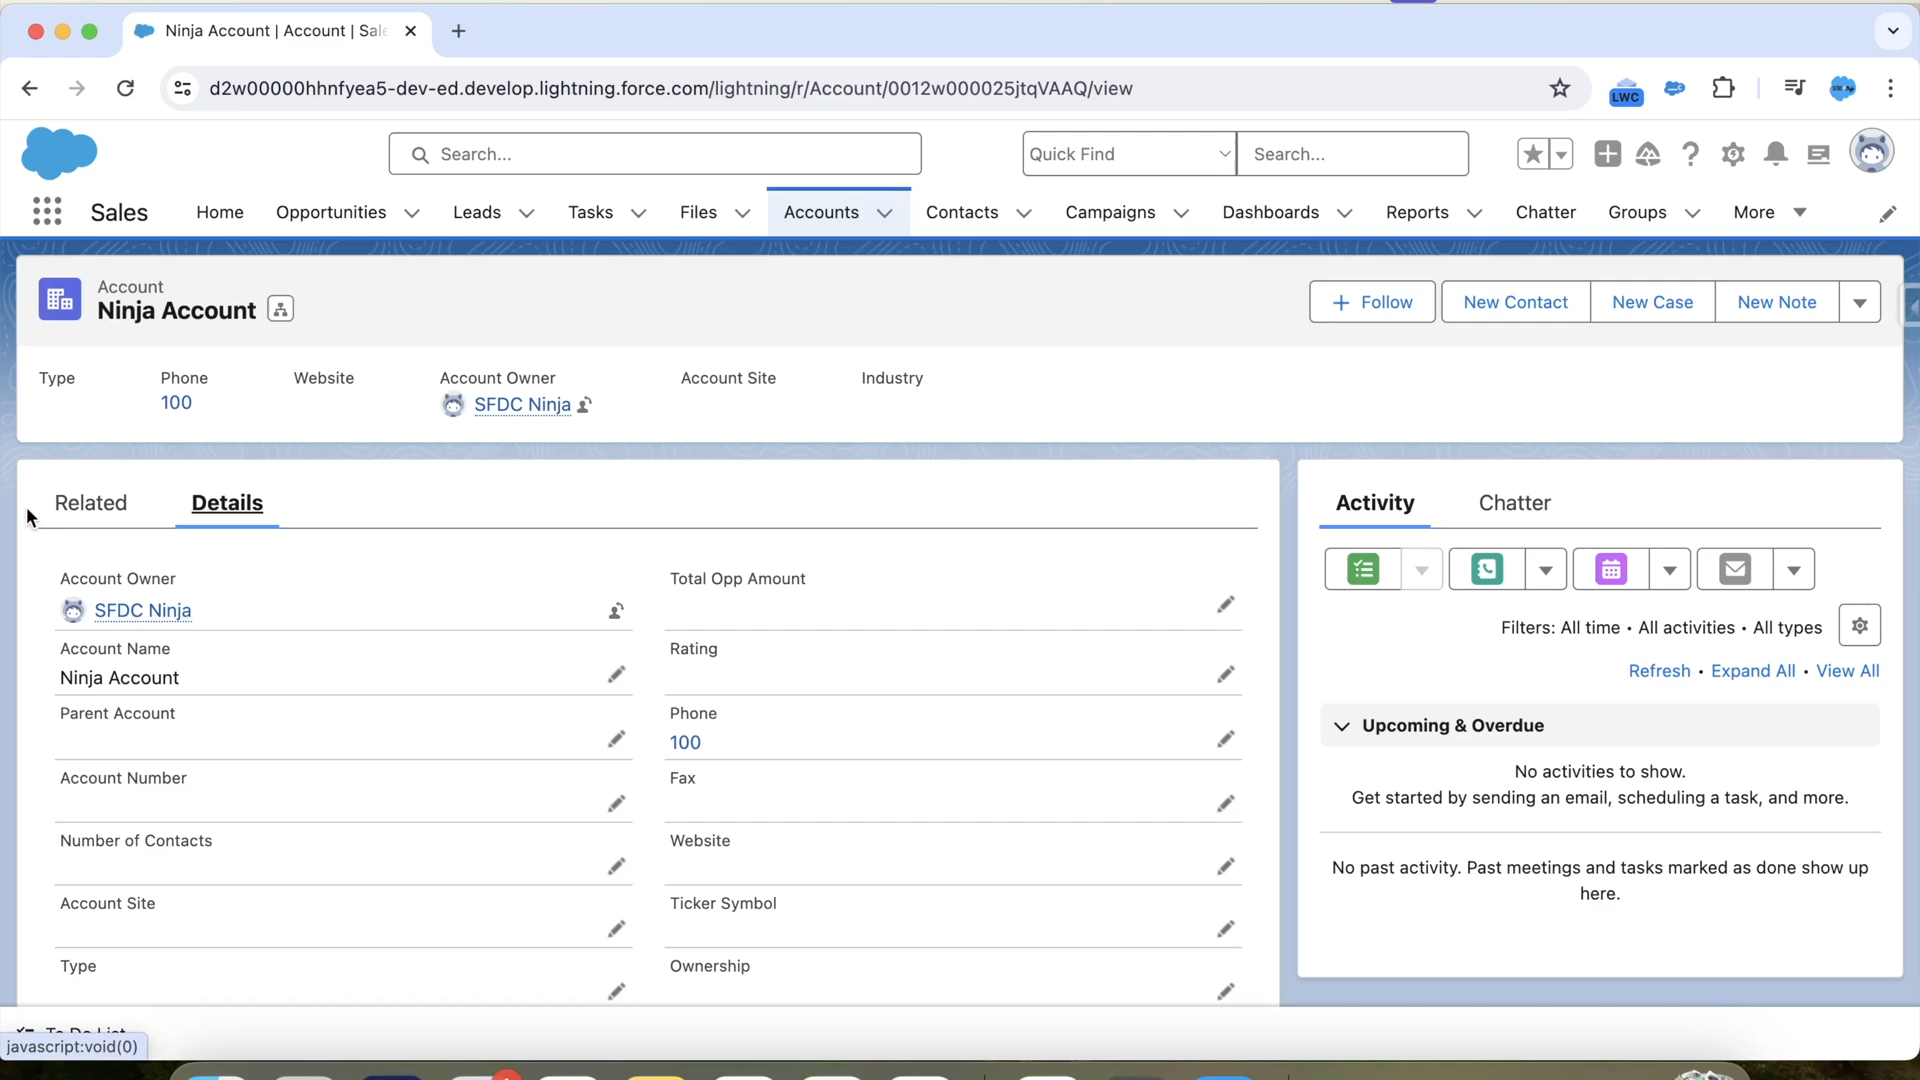 Ninja Account | Account | Sale
d2w00000hhnfyea5-dev-ed.develop.lightning.force.com/lightning/r/Account/0012w000025jtqVAAQ/view
LWC
Search...
Quick Find
Search...
Sales
Home
Opportunities
Leads
Tasks
Files
Accounts
Contacts
Campaigns
Dashboards
Reports
Chatter
Groups
More
Account
Ninja Account
Follow
New Contact
New Case
New Note
Type
Phone
100
Website
Account Owner
SFDC Ninja
Account Site
Industry
Related
Details
Account Owner
SFDC Ninja
Total Opp Amount
Account Name
Ninja Account
Rating
Parent Account
Phone
100
Account Number
Fax
Number of Contacts
Website
Account Site
Ticker Symbol
Type
Ownership
Activity
Chatter
Filters: All time • All activities • All types
Refresh • Expand All • View All
Upcoming & Overdue
No activities to show.
Get started by sending an email, scheduling a task, and more.
No past activity. Past meetings and tasks marked as done show up
here.
To Do List
javascript:void(0)